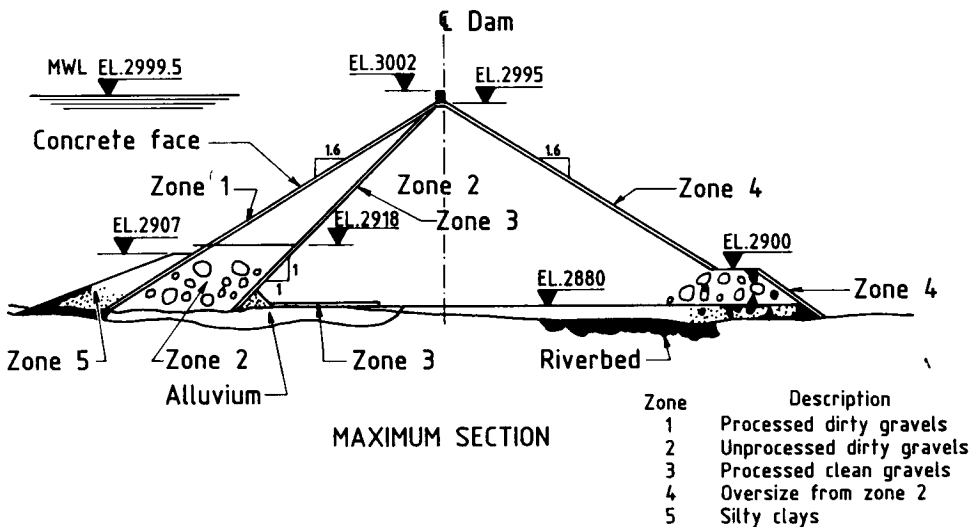 ℄ Dam
EL.3002
MWL EL.2999.5
EL.2995
Concrete face
1.6
1.6
Zone 1
Zone 2
Zone 4
Zone 3
EL.2907
EL.2918
EL.2900
1
EL.2880
Zone 4
Zone 5
Zone 2
Zone 3
Riverbed
Alluvium
1
MAXIMUM SECTION
Zone Description
1 Processed dirty gravels
2 Unprocessed dirty gravels
3 Processed clean gravels
4 Oversize from zone 2
5 Silty clays